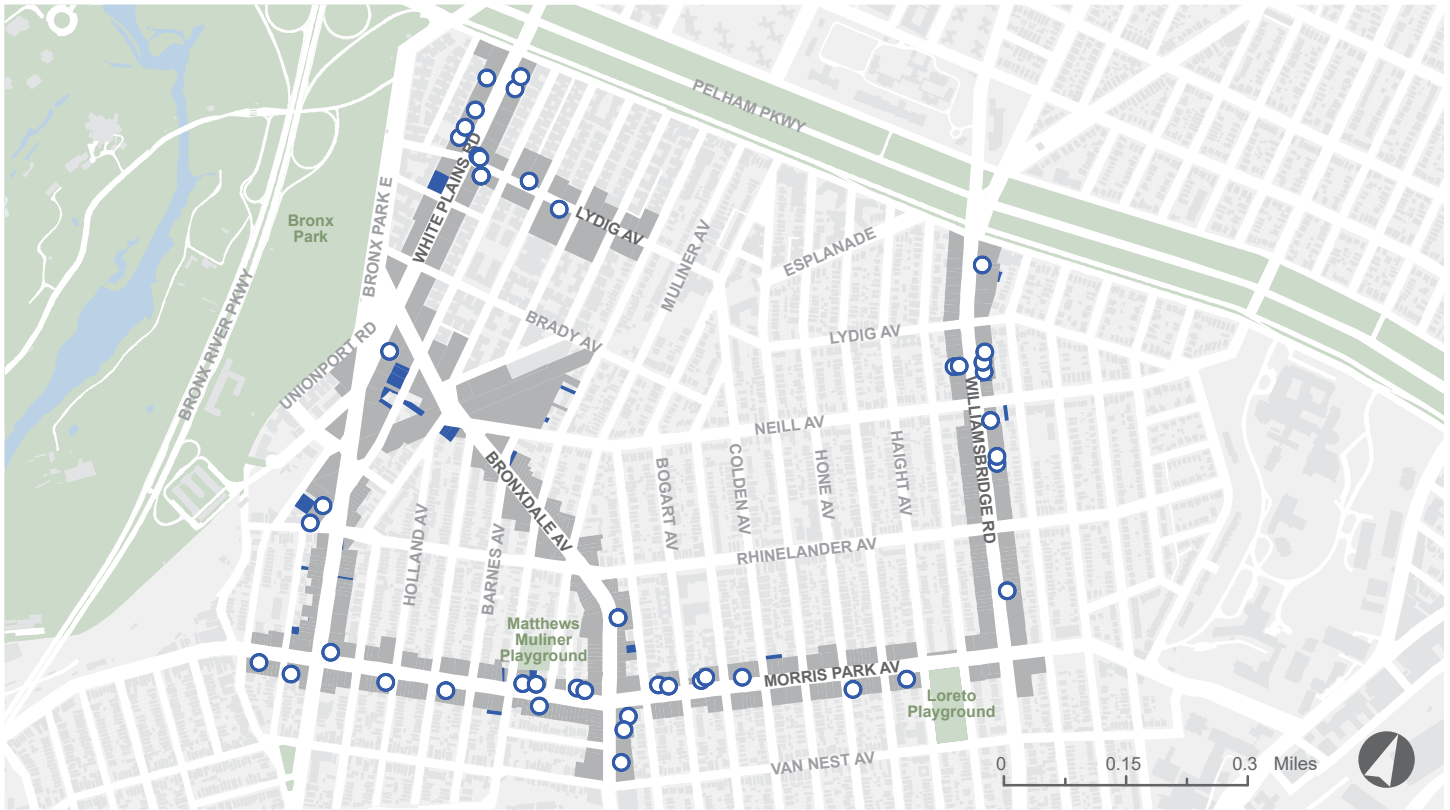 PELHAM PKWY
WHITE PLAINS RD
BRONX PARK E
Bronx
Park
LYDIG AV
MULINER AV
ESPLANADE
BRONX RIVER PKWY
UNIONPORT RD
BRADY AV
LYDIG AV
NEILL AV
WILLIAMSBRIDGE RD
BRONXDALE AV
BOGART AV
COLDEN AV
HONE AV
HAIGHT AV
HOLLAND AV
BARNES AV
RHINELANDER AV
Matthews
Muliner
Playground
MORRIS PARK AV
Loreto
Playground
VAN NEST AV
0 0.15 0.3 Miles